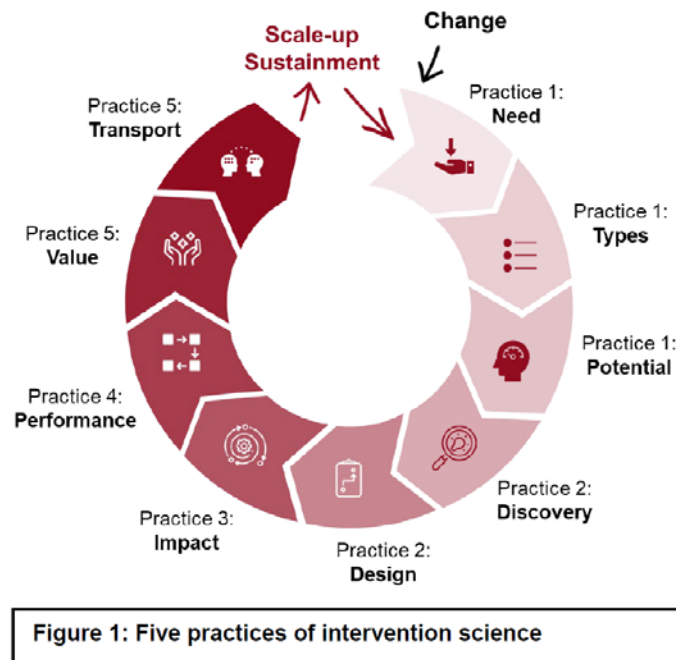 Scale-up
Sustainment
Change
Practice 1:
Need
Practice 1:
Types
Practice 1:
Potential
Practice 2:
Discovery
Practice 2:
Design
Practice 3:
Impact
Practice 4:
Performance
Practice 5:
Value
Practice 5:
Transport
Figure 1: Five practices of intervention science